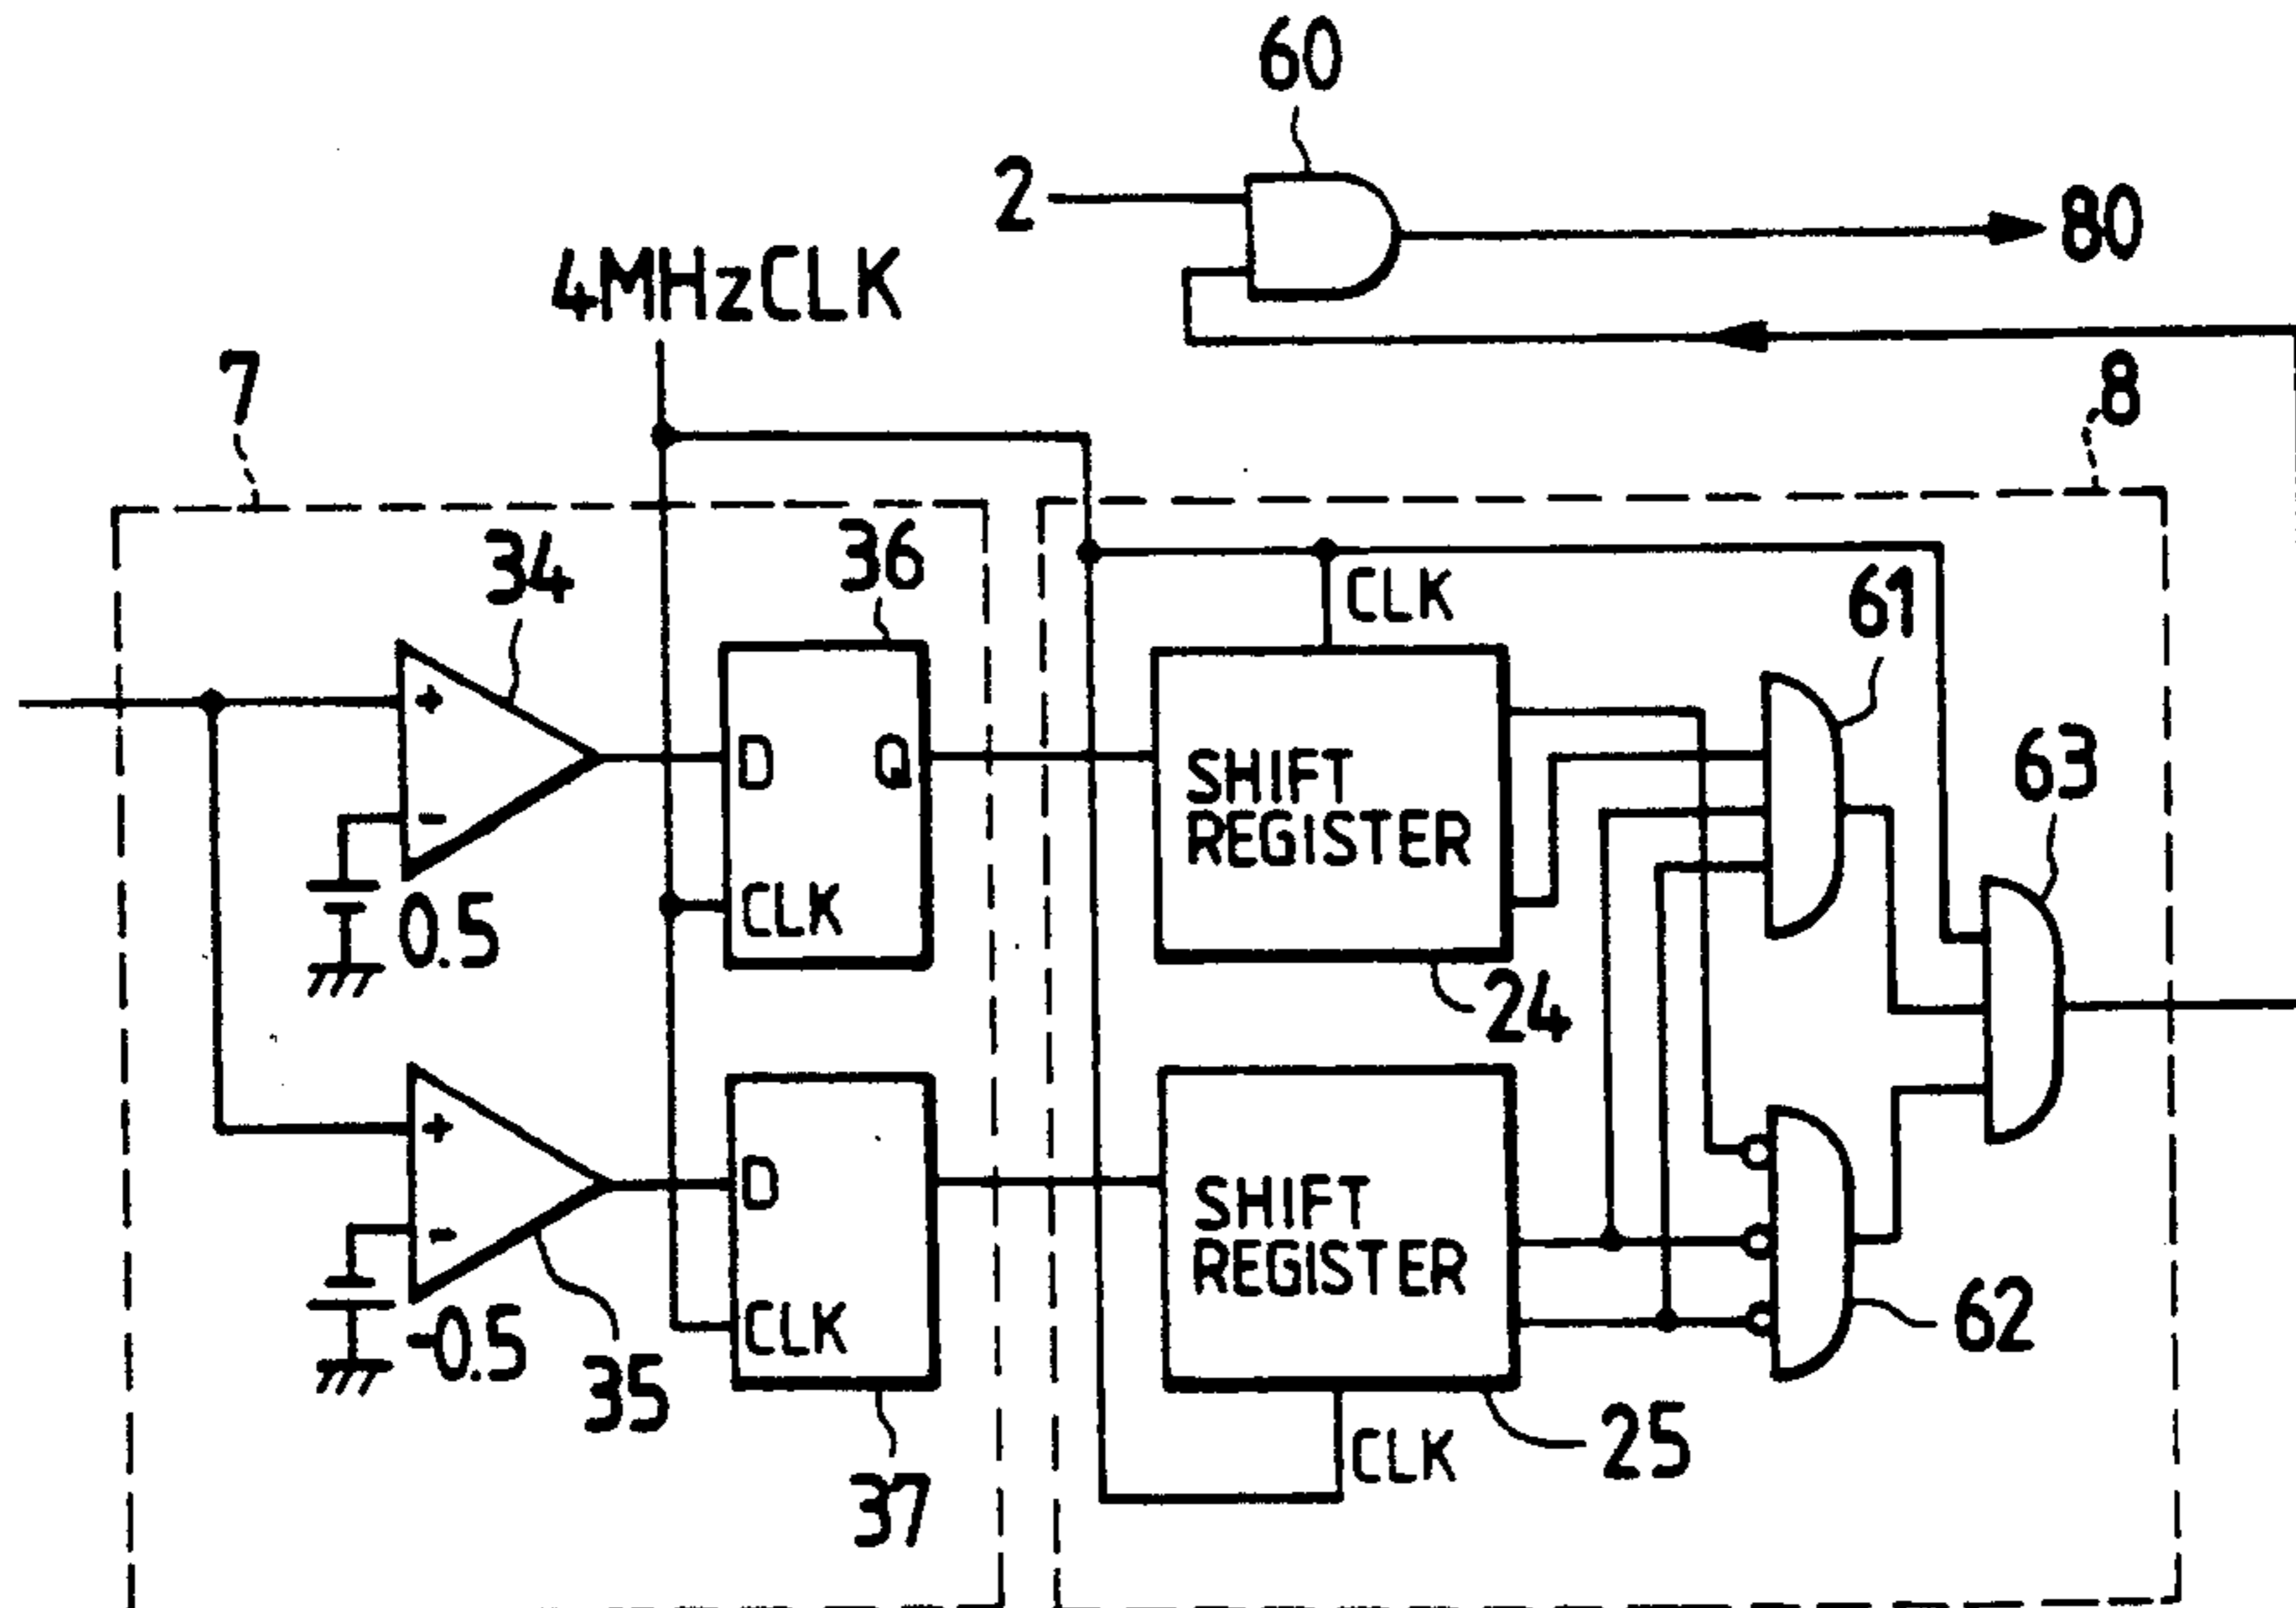 60
2
80
4MHzCLK
7
8
34
36
CLK
61
+
D
Q
SHIFT
REGISTER
63
-
0.5
CLK
24
+
D
SHIFT
REGISTER
-
-0.5
CLK
35
62
37
CLK
25